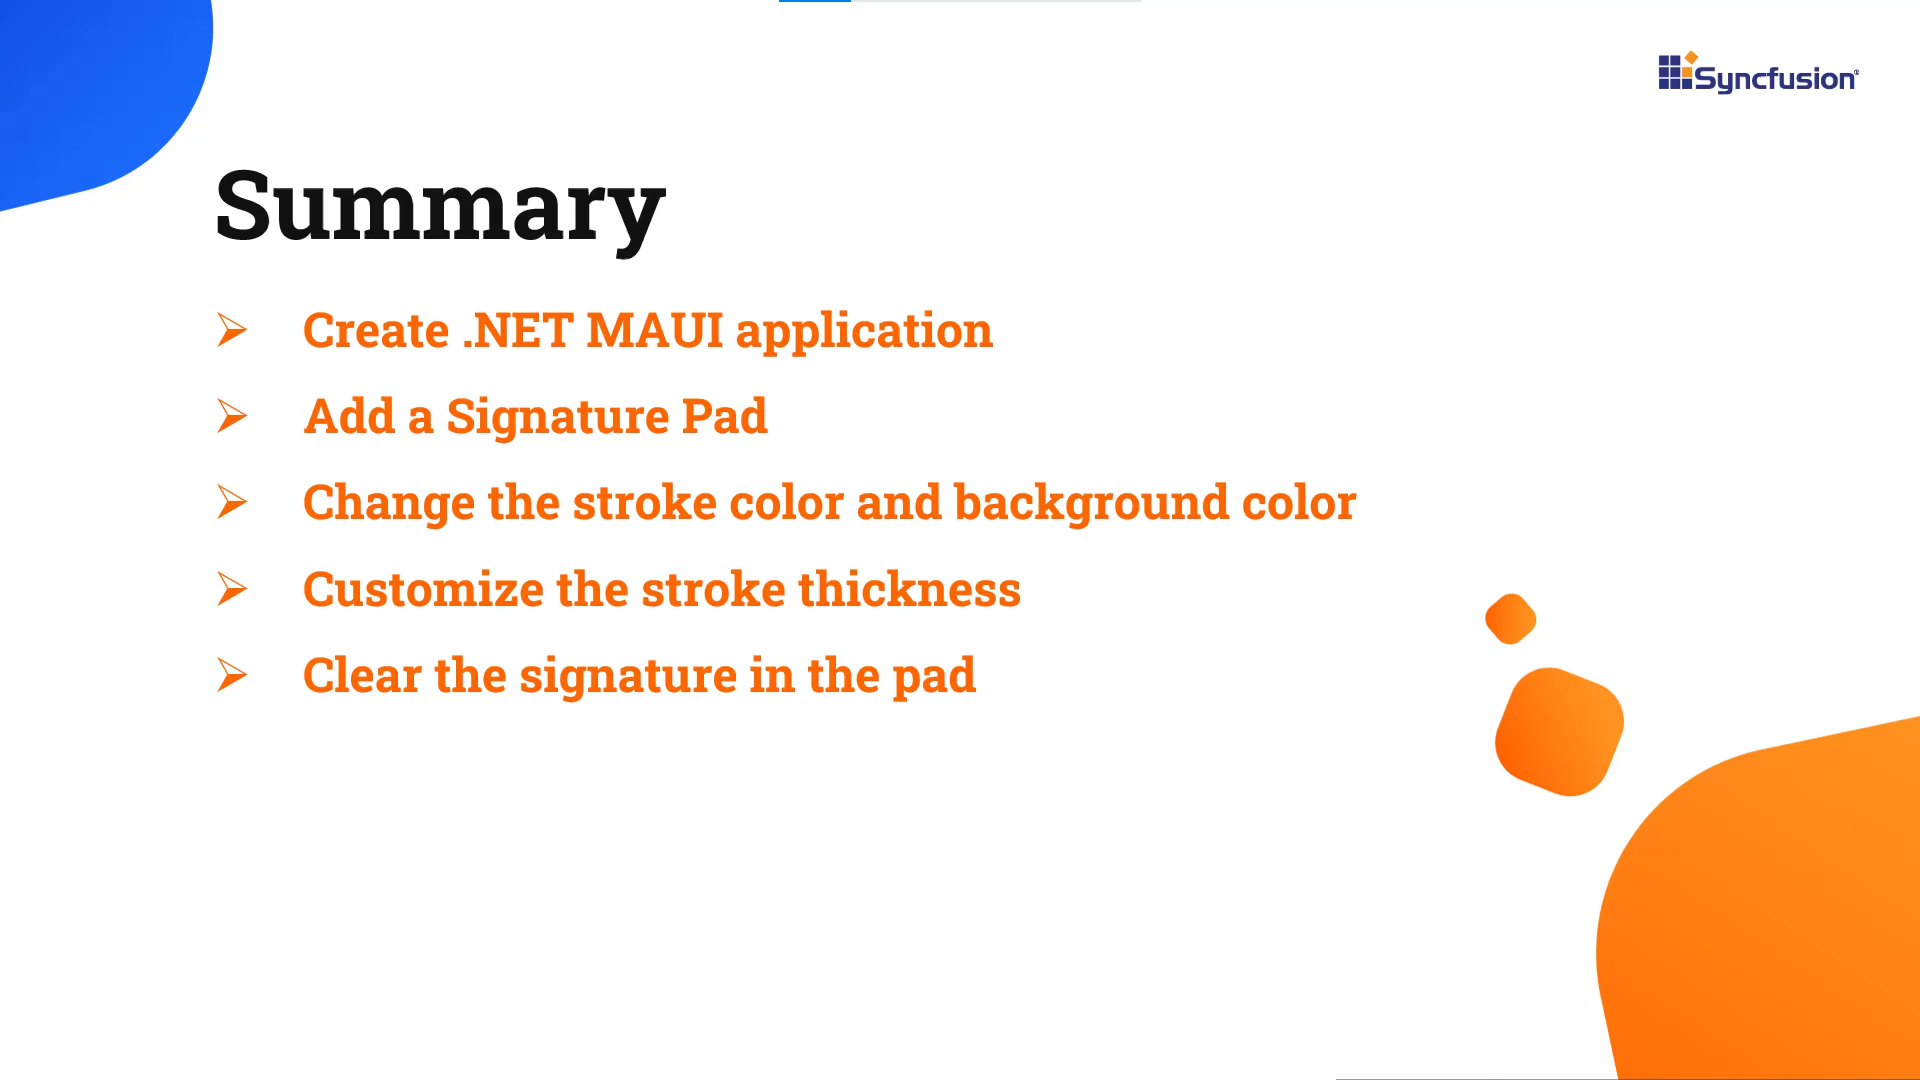 Syncfusion®
Summary
➢ Create .NET MAUI application
➢ Add a Signature Pad
➢ Change the stroke color and background color
➢ Customize the stroke thickness
➢ Clear the signature in the pad